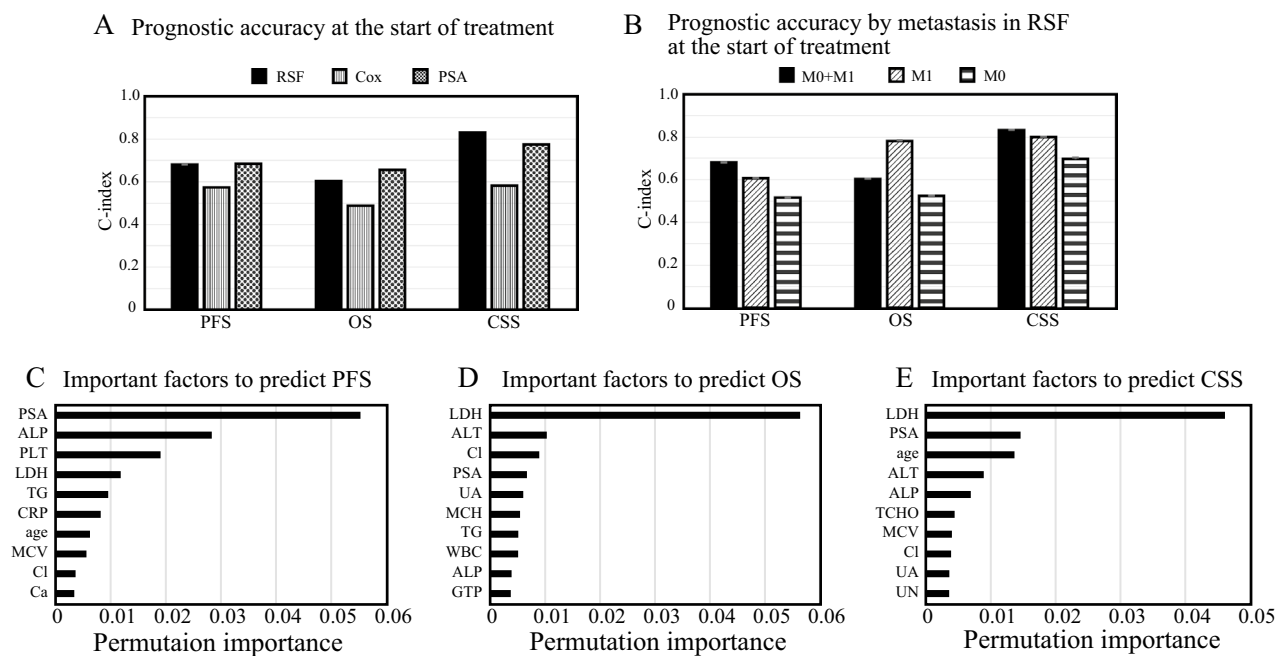 A Prognostic accuracy at the start of treatment
RSF Cox PSA
1.0
0.8
0.6
0.4
0.2
0
C-index
PFS OS CSS
B Prognostic accuracy by metastasis in RSF
at the start of treatment
M0+M1 M1 M0
1.0
0.8
0.6
0.4
0.2
0
C-index
PFS OS CSS
C Important factors to predict PFS
PSA
ALP
PLT
LDH
TG
CRP
age
MCV
Cl
Ca
0 0.01 0.02 0.03 0.04 0.05 0.06
Permutaion importance
D Important factors to predict OS
LDH
ALT
Cl
PSA
UA
MCH
TG
WBC
ALP
GTP
0 0.01 0.02 0.03 0.04 0.05 0.06
Permutaion importance
E Important factors to predict CSS
LDH
PSA
age
ALT
ALP
TCHO
MCV
Cl
UA
UN
0 0.01 0.02 0.03 0.04 0.05
Permutaion importance